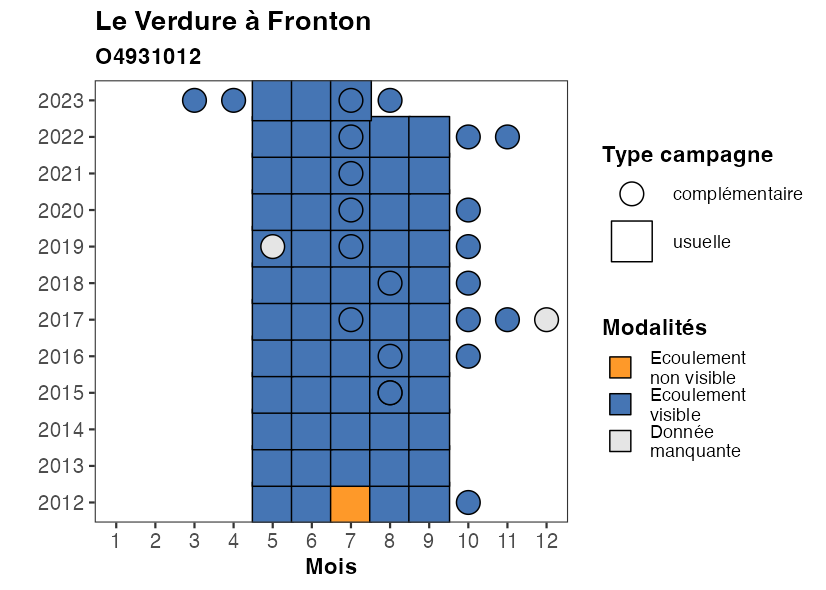 Le Verdure à Fronton
O4931012
2023
2022
2021
2020
2019
2018
2017
2016
2015
2014
2013
2012
1 2 3 4 5 6 7 8 9 10 11 12
Mois
Type campagne
complémentaire
usuelle
Modalités
Ecoulement
non visible
Ecoulement
visible
Donnée
manquante